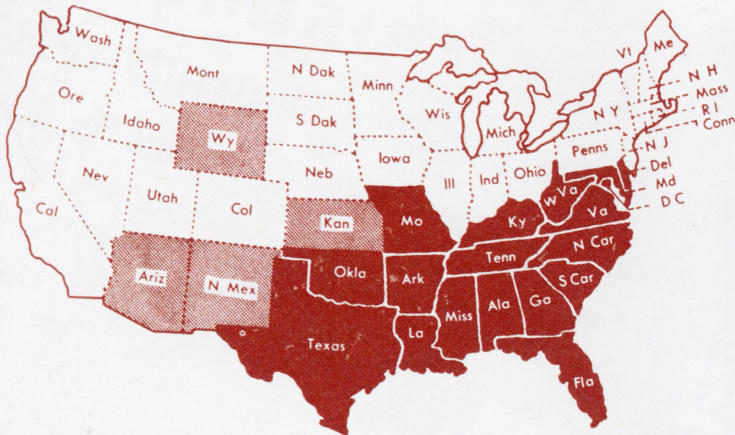 Wash
Mont
N Dak
Minn
Vt
Me
Ore
Idaho
Wy
S Dak
Wis
Mich
N Y
N H
Mass
R I
Conn
Nev
Utah
Col
Neb
Iowa
Ill
Ind
Ohio
Penns
N J
Del
Md
D C
Cal
Kan
Mo
Ky
W Va
Va
Ariz
N Mex
Okla
Ark
Tenn
N Car
S Car
Texas
La
Miss
Ala
Ga
Fla